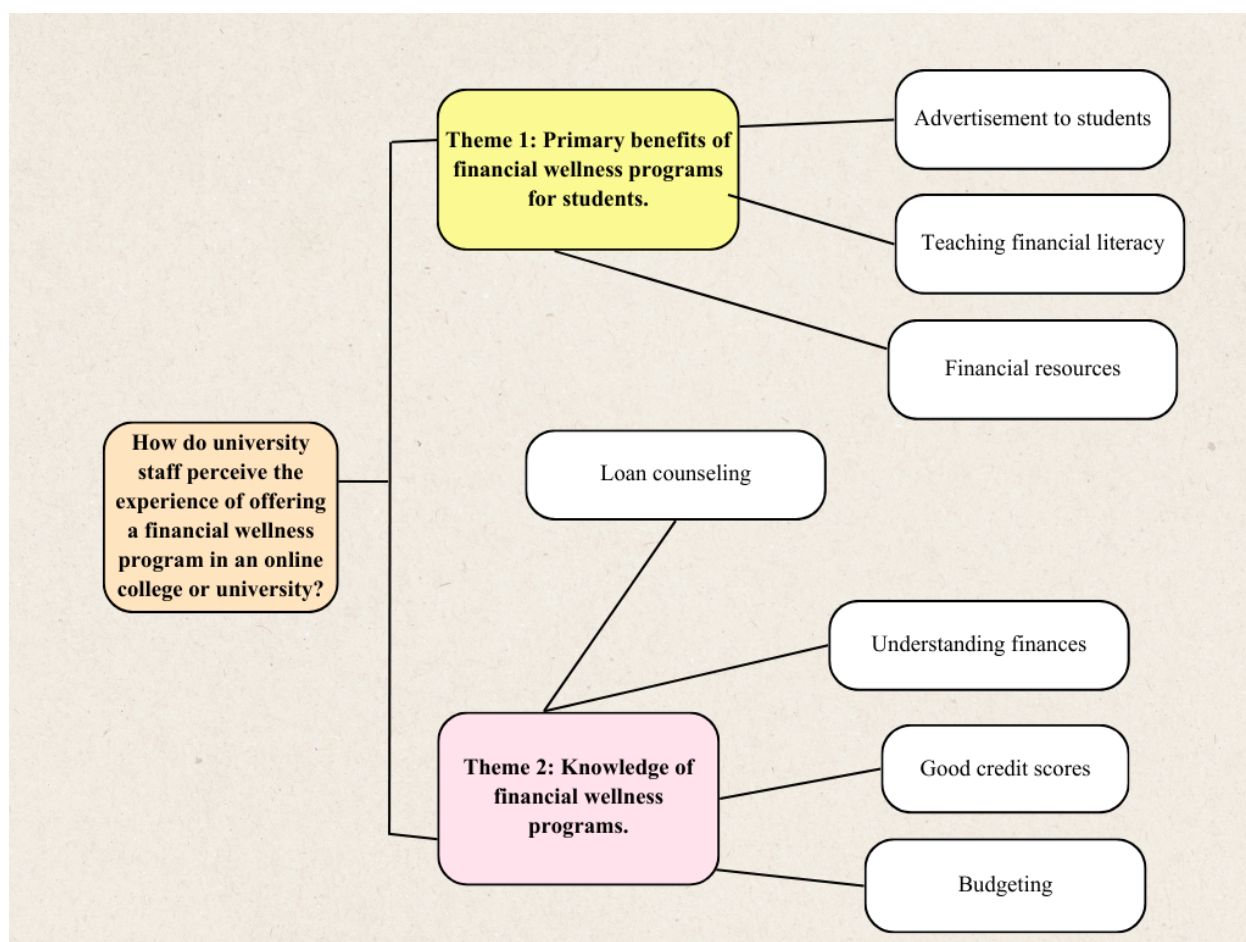 How do university
staff perceive the
experience of offering
a financial wellness
program in an online
college or university?
Theme 1: Primary benefits of
financial wellness programs
for students.
Advertisement to students
Teaching financial literacy
Financial resources
Theme 2: Knowledge of
financial wellness
programs.
Loan counseling
Understanding finances
Good credit scores
Budgeting